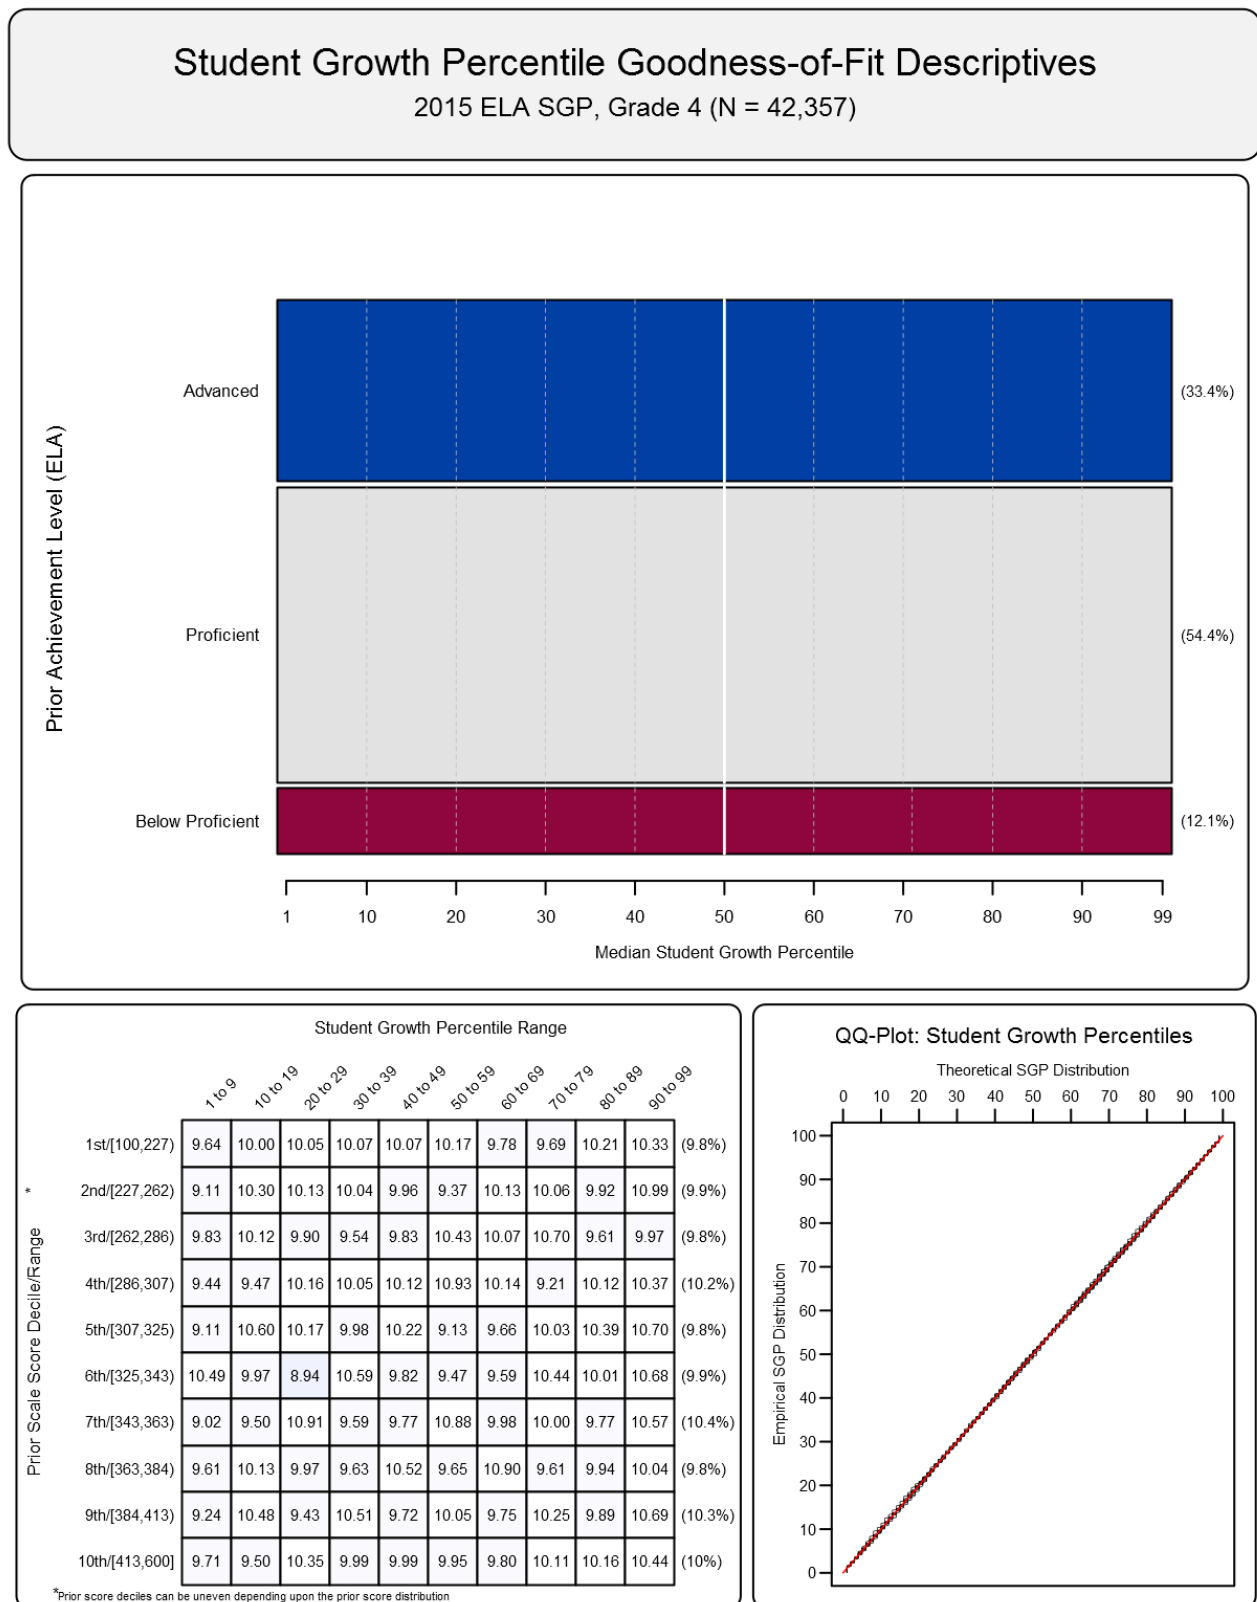 Student Growth Percentile Goodness-of-Fit Descriptives
2015 ELA SGP, Grade 4 (N = 42,357)
Prior Achievement Level (ELA)
Advanced
(33.4%)
Proficient
(54.4%)
Below Proficient
(12.1%)
1 10 20 30 40 50 60 70 80 90 99
Median Student Growth Percentile
Student Growth Percentile Range
1 to 9 10 to 19 20 to 29 30 to 39 40 to 49 50 to 59 60 to 69 70 to 79 80 to 89 90 to 99
Prior Scale Score Decile/Range *
1st/[100,227) 9.64 10.00 10.05 10.07 10.07 10.17 9.78 9.69 10.21 10.33 (9.8%)
2nd/[227,262) 9.11 10.30 10.13 10.04 9.96 9.37 10.13 10.06 9.92 10.99 (9.9%)
3rd/[262,286) 9.83 10.12 9.90 9.54 9.83 10.43 10.07 10.70 9.61 9.97 (9.8%)
4th/[286,307) 9.44 9.47 10.16 10.05 10.12 10.93 10.14 9.21 10.12 10.37 (10.2%)
5th/[307,325) 9.11 10.60 10.17 9.98 10.22 9.13 9.66 10.03 10.39 10.70 (9.8%)
6th/[325,343) 10.49 9.97 8.94 10.59 9.82 9.47 9.59 10.44 10.01 10.68 (9.9%)
7th/[343,363) 9.02 9.50 10.91 9.59 9.77 10.88 9.98 10.00 9.77 10.57 (10.4%)
8th/[363,384) 9.61 10.13 9.97 9.63 10.52 9.65 10.90 9.61 9.94 10.04 (9.8%)
9th/[384,413) 9.24 10.48 9.43 10.51 9.72 10.05 9.75 10.25 9.89 10.69 (10.3%)
10th/[413,600] 9.71 9.50 10.35 9.99 9.99 9.95 9.80 10.11 10.16 10.44 (10%)
*Prior score deciles can be uneven depending upon the prior score distribution
QQ-Plot: Student Growth Percentiles
Theoretical SGP Distribution
0 10 20 30 40 50 60 70 80 90 100
Empirical SGP Distribution
100
90
80
70
60
50
40
30
20
10
0